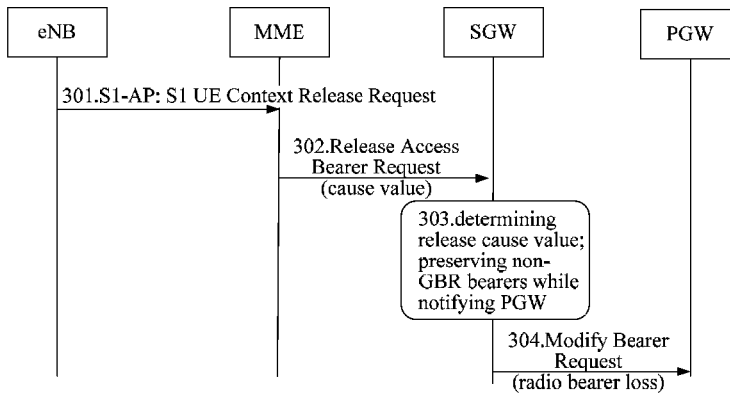 eNB
MME
SGW
PGW
301.S1-AP: S1 UE Context Release Request
302.Release Access
Bearer Request
(cause value)
303.determining
release cause value;
preserving non-
GBR bearers while
notifying PGW
304.Modify Bearer
Request
(radio bearer loss)